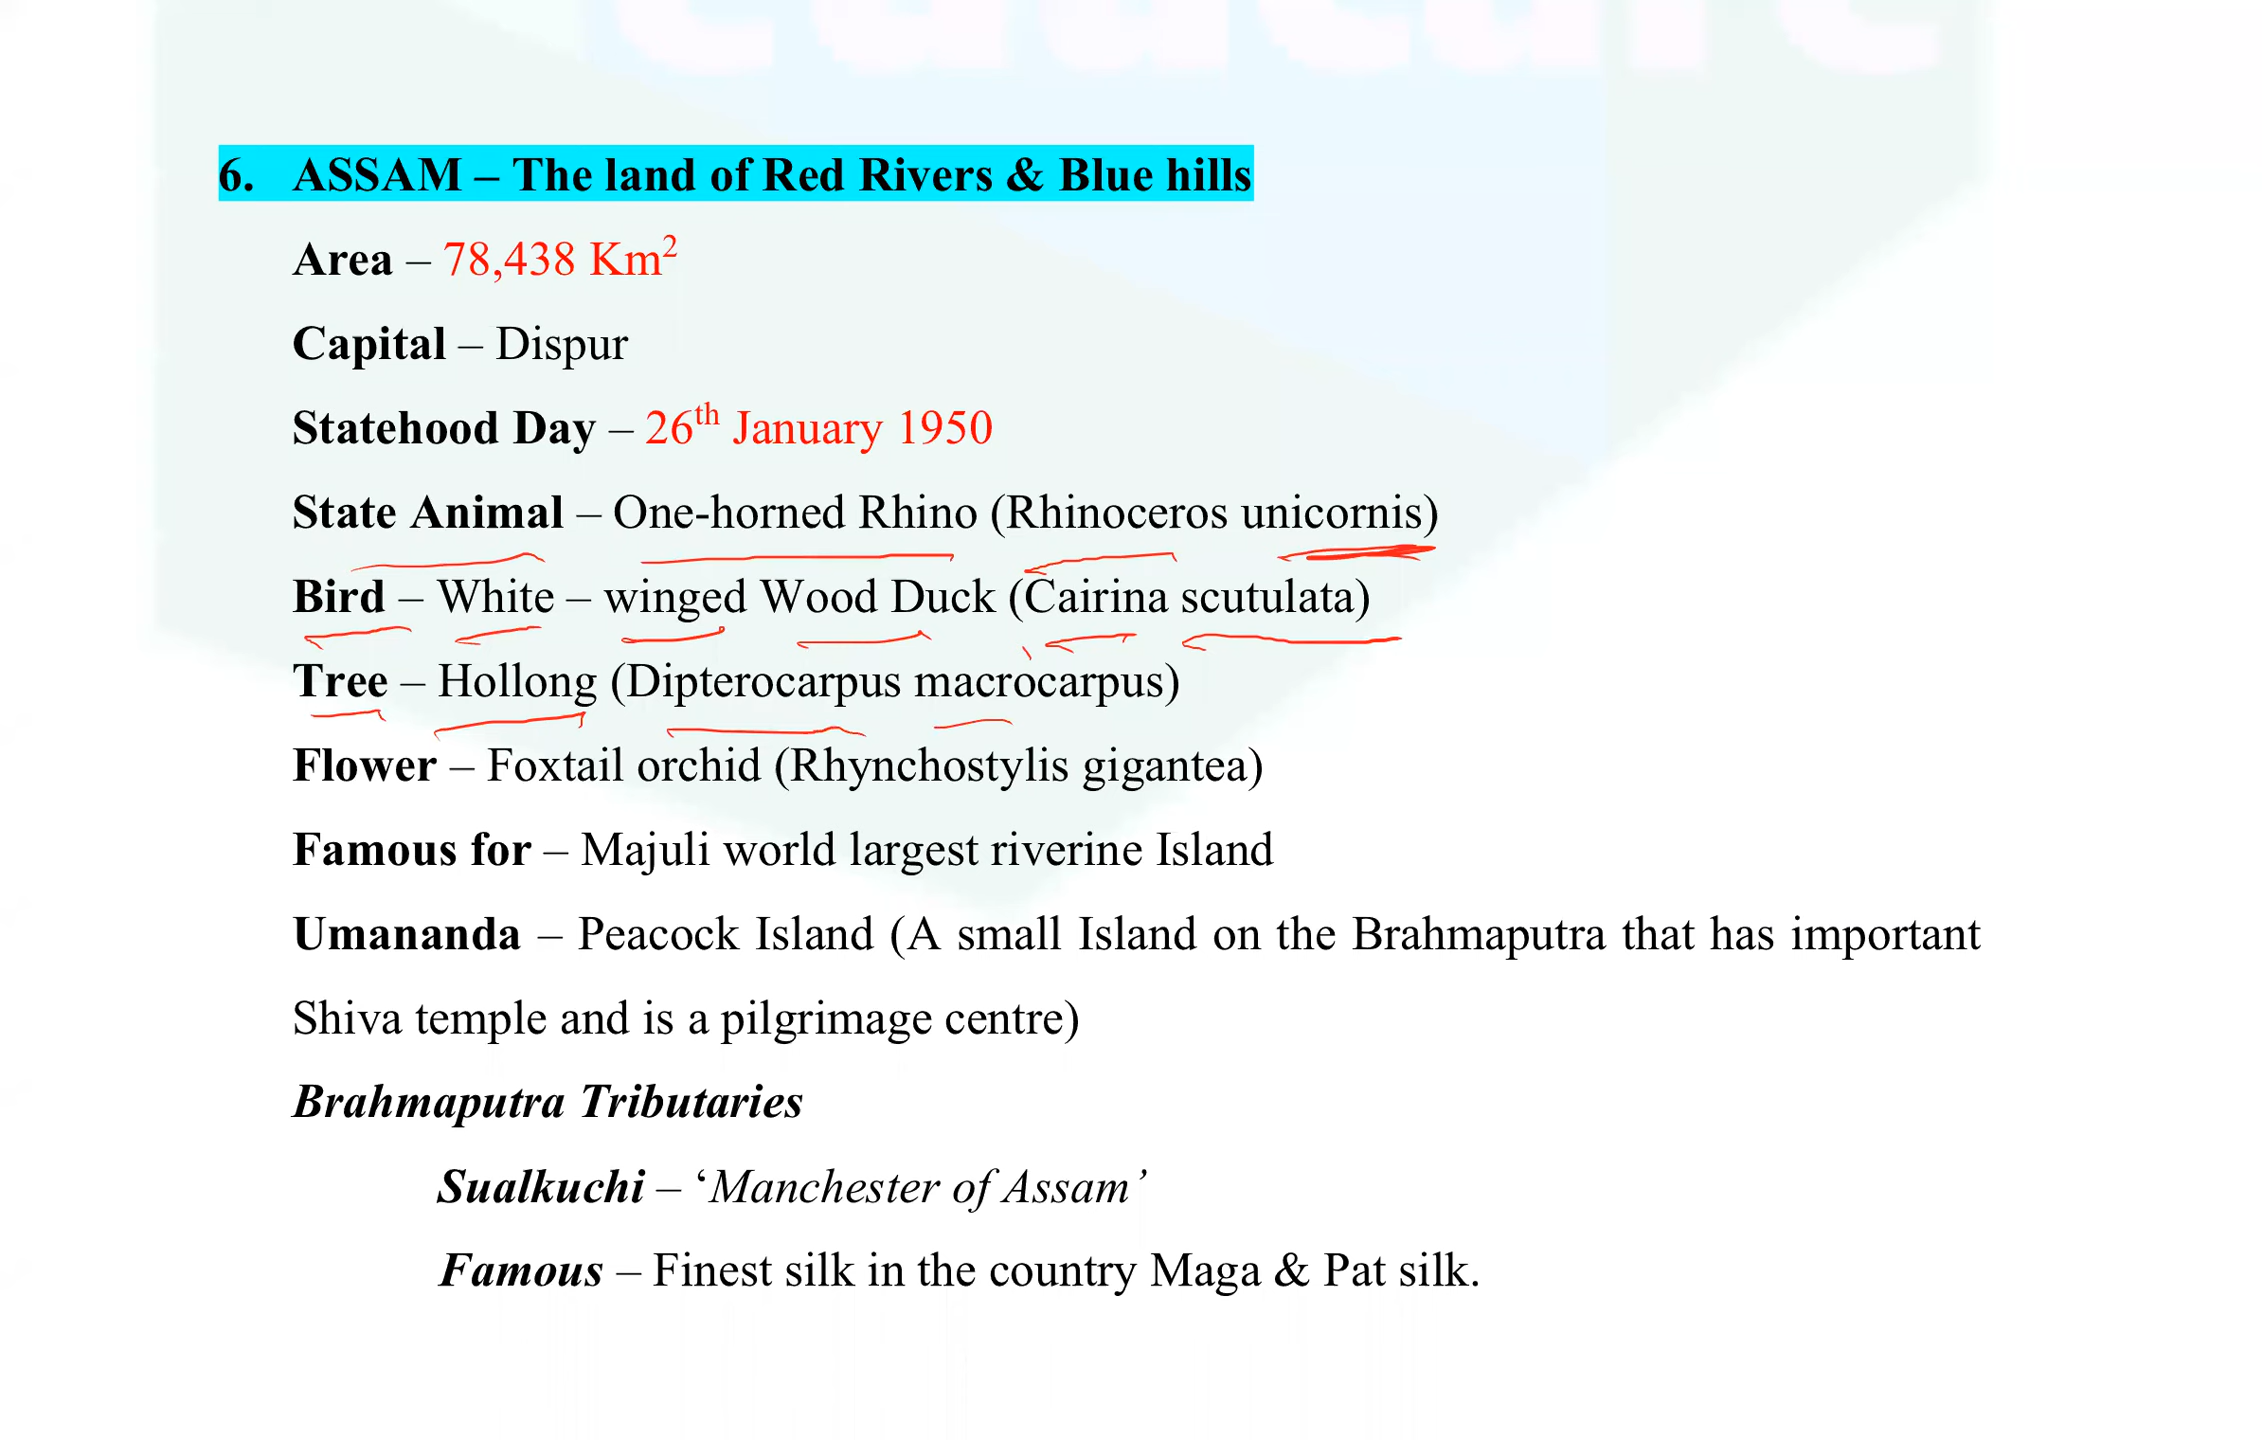 6. ASSAM – The land of Red Rivers & Blue hills
Area – 78,438 Km²
Capital – Dispur
Statehood Day – 26th January 1950
State Animal – One-horned Rhino (Rhinoceros unicornis)
Bird – White – winged Wood Duck (Cairina scutulata)
Tree – Hollong (Dipterocarpus macrocarpus)
Flower – Foxtail orchid (Rhynchostylis gigantea)
Famous for – Majuli world largest riverine Island
Umananda – Peacock Island (A small Island on the Brahmaputra that has important
Shiva temple and is a pilgrimage centre)
Brahmaputra Tributaries
Sualkuchi – ‘Manchester of Assam’
Famous – Finest silk in the country Maga & Pat silk.